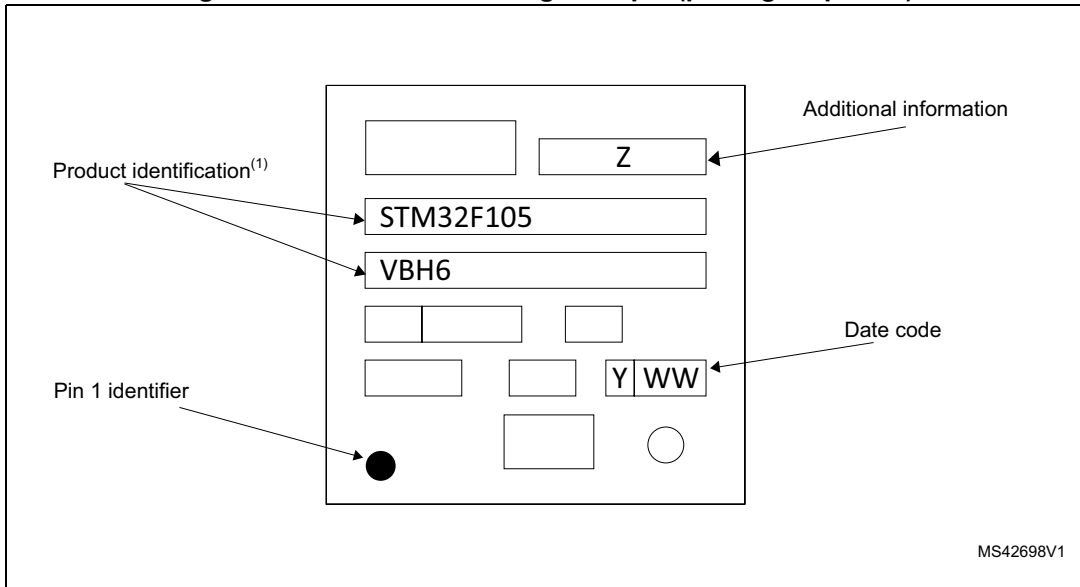 Additional information
Z
Product identification(1)
STM32F105
VBH6
Date code
Y WW
Pin 1 identifier
MS42698V1